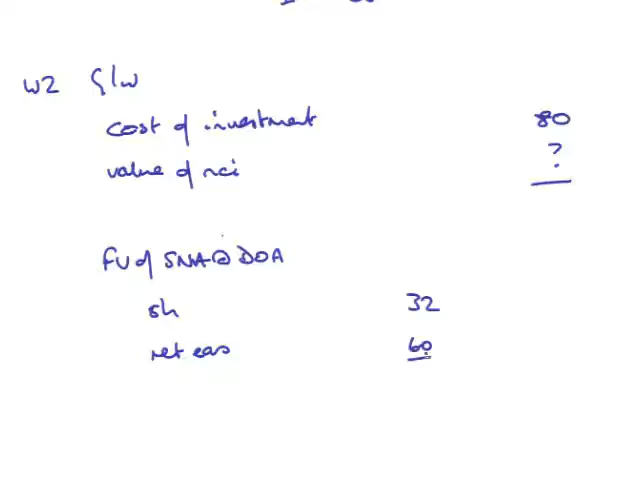 W2 G/W
cost of investment 80
value of nci ?
FV of SNA@DOA
sh 32
ret ears 60